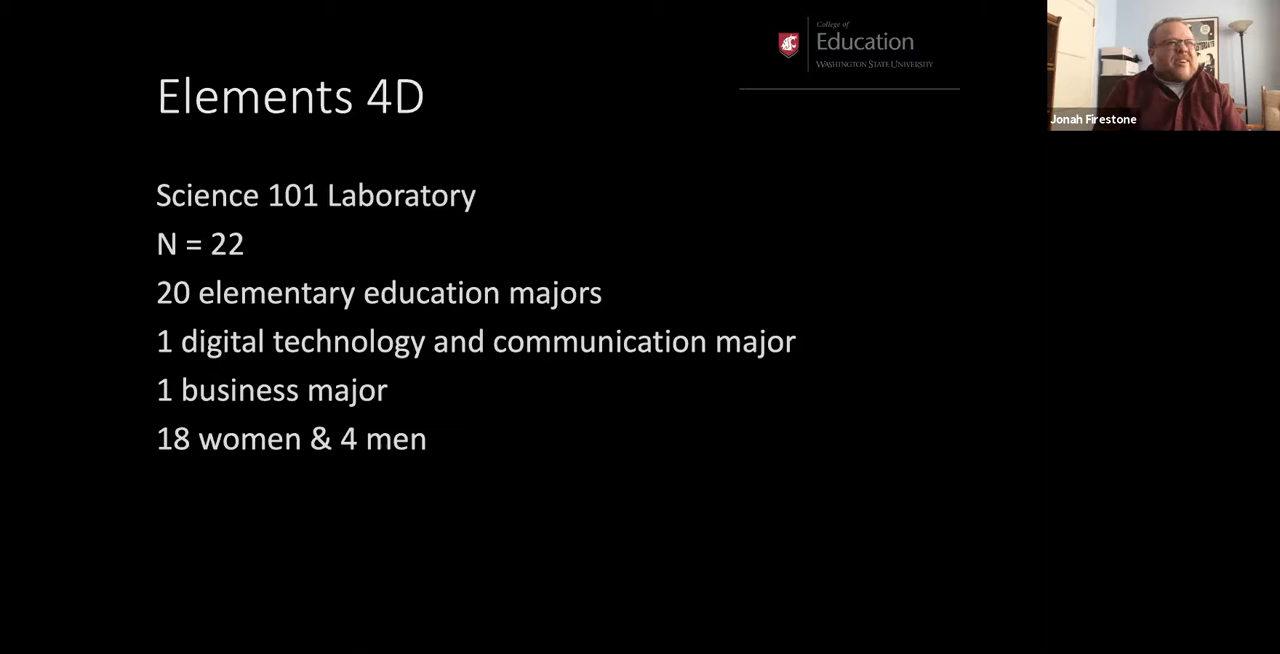 College of
Education
WASHINGTON STATE UNIVERSITY
Jonah Firestone
Elements 4D
Science 101 Laboratory
N = 22
20 elementary education majors
1 digital technology and communication major
1 business major
18 women & 4 men